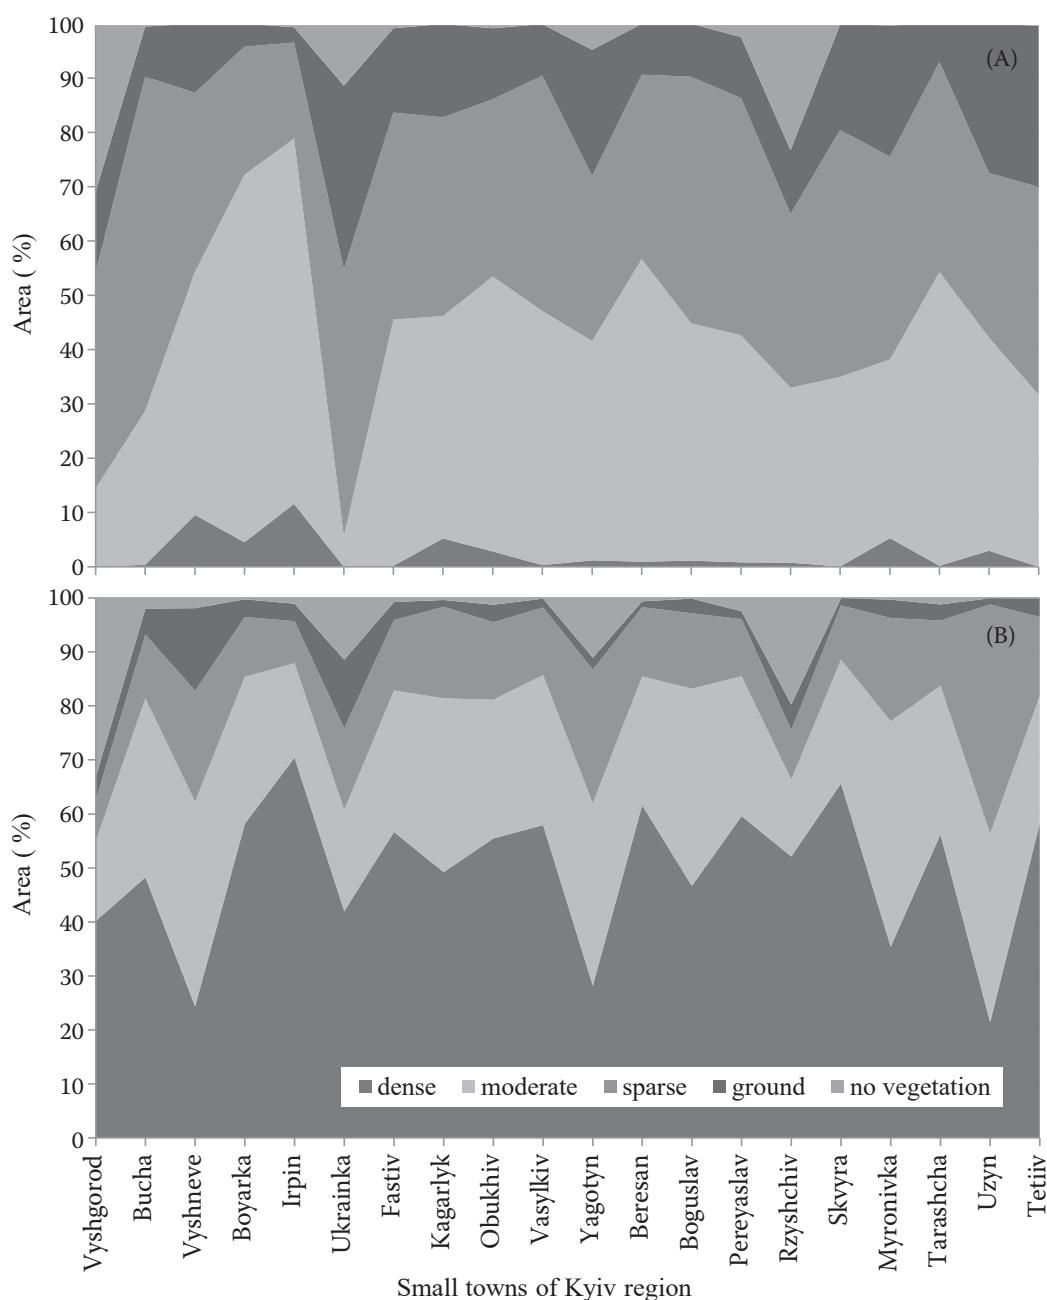 100
(A)
90
80
70
60
50
40
30
20
10
0
Area ( %)
100
(B)
90
80
70
60
50
40
30
20
10
0
Area ( %)
dense moderate sparse ground no vegetation
Vyshgorod
Bucha
Vyshneve
Boyarka
Irpin
Ukrainka
Fastiv
Kagarlyk
Obukhiv
Vasylkiv
Yagotyn
Beresan
Boguslav
Pereyaslav
Rzyshchiv
Skvyra
Myronivka
Tarashcha
Uzyn
Tetiiv
Small towns of Kyiv region